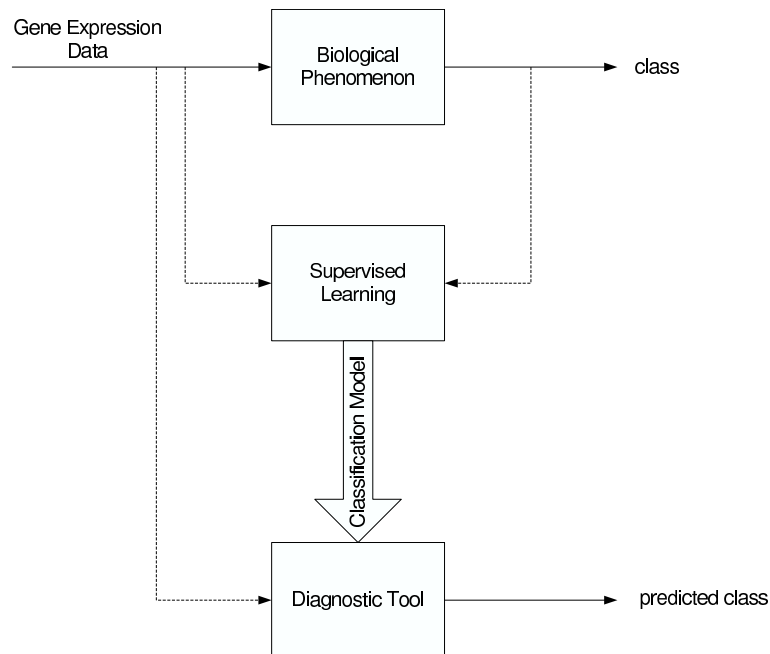 Gene Expression
Data
Biological
Phenomenon
class
Supervised
Learning
Classification Model
Diagnostic Tool
predicted class